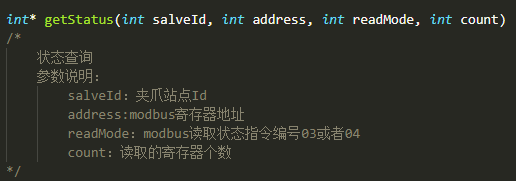 int* getStatus(int salveId, int address, int readMode, int count)
/*
状态查询
参数说明：
salveId：夹爪站点Id
address:modbus寄存器地址
readMode：modbus读取状态指令编号03或者04
count：读取的寄存器个数
*/